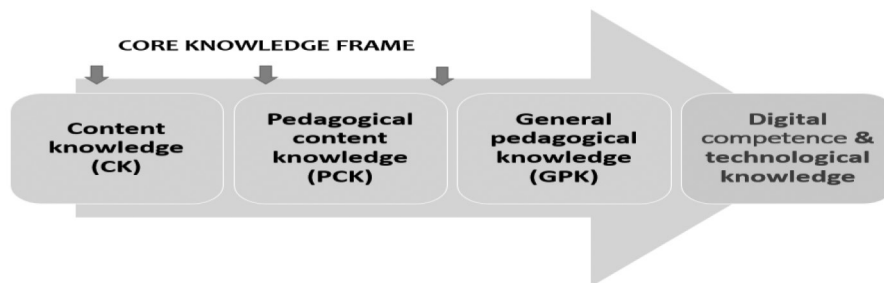 CORE KNOWLEDGE FRAME
Content
knowledge
(CK)
Pedagogical
content
knowledge
(PCK)
General
pedagogical
knowledge
(GPK)
Digital
competence &
technological
knowledge